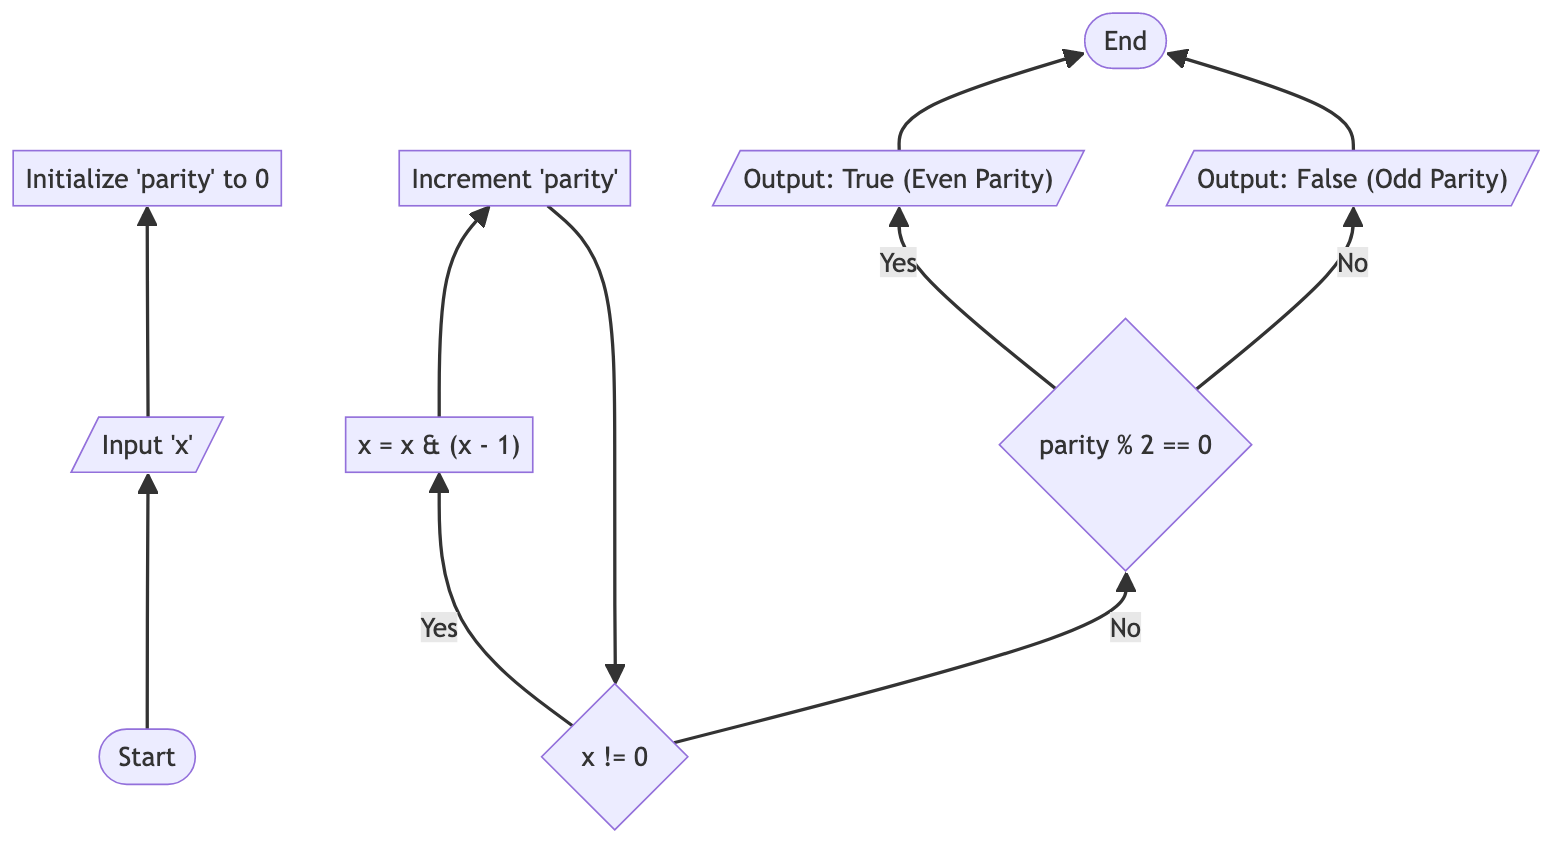 End
Initialize 'parity' to 0
Increment 'parity'
Output: True (Even Parity)
Output: False (Odd Parity)
Yes
No
Input 'x'
x = x & (x - 1)
parity % 2 == 0
Yes
No
Start
x != 0